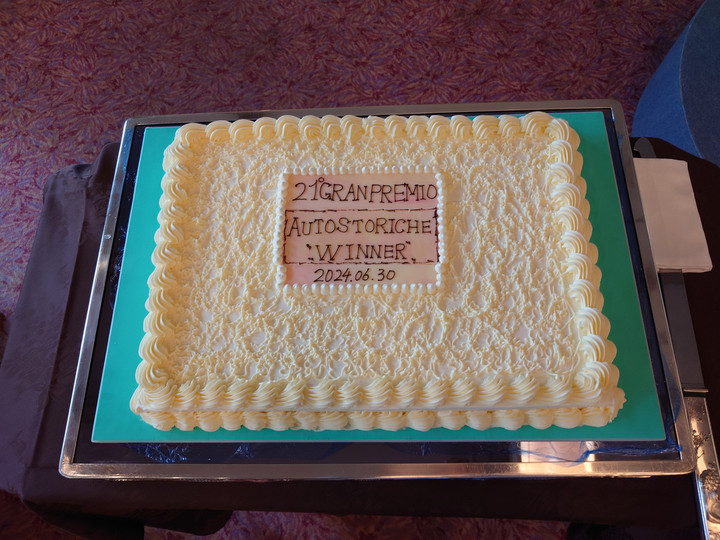 21° GRANPREMIO
AUTOSTORICHE
"WINNER"
2024.06.30